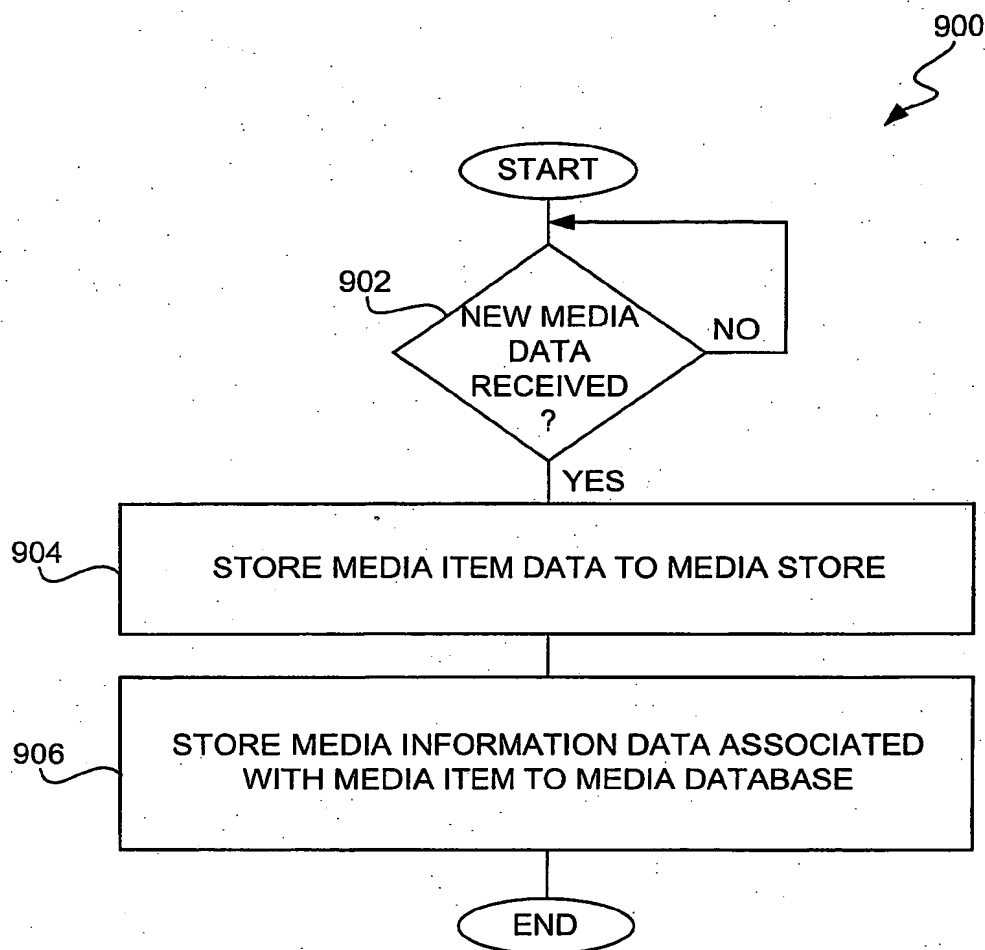 900
START
902
NEW MEDIA
DATA
RECEIVED
?
NO
YES
904
STORE MEDIA ITEM DATA TO MEDIA STORE
906
STORE MEDIA INFORMATION DATA ASSOCIATED
WITH MEDIA ITEM TO MEDIA DATABASE
END